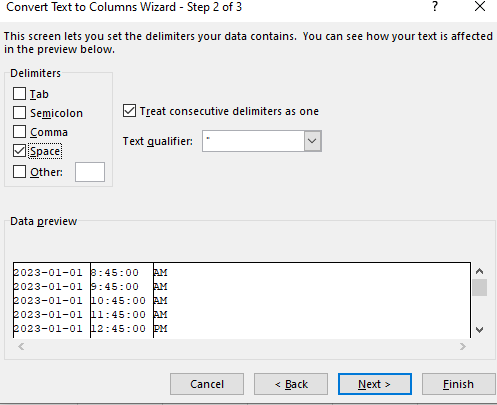 Convert Text to Columns Wizard - Step 2 of 3
?
This screen lets you set the delimiters your data contains. You can see how your text is affected
in the preview below.
Delimiters
Tab
Semicolon
Comma
Space
Other:
Treat consecutive delimiters as one
Text qualifier: "
Data preview
2023-01-01 8:45:00 AM
2023-01-01 9:45:00 AM
2023-01-01 10:45:00 AM
2023-01-01 11:45:00 AM
2023-01-01 12:45:00 PM
Cancel < Back Next > Finish